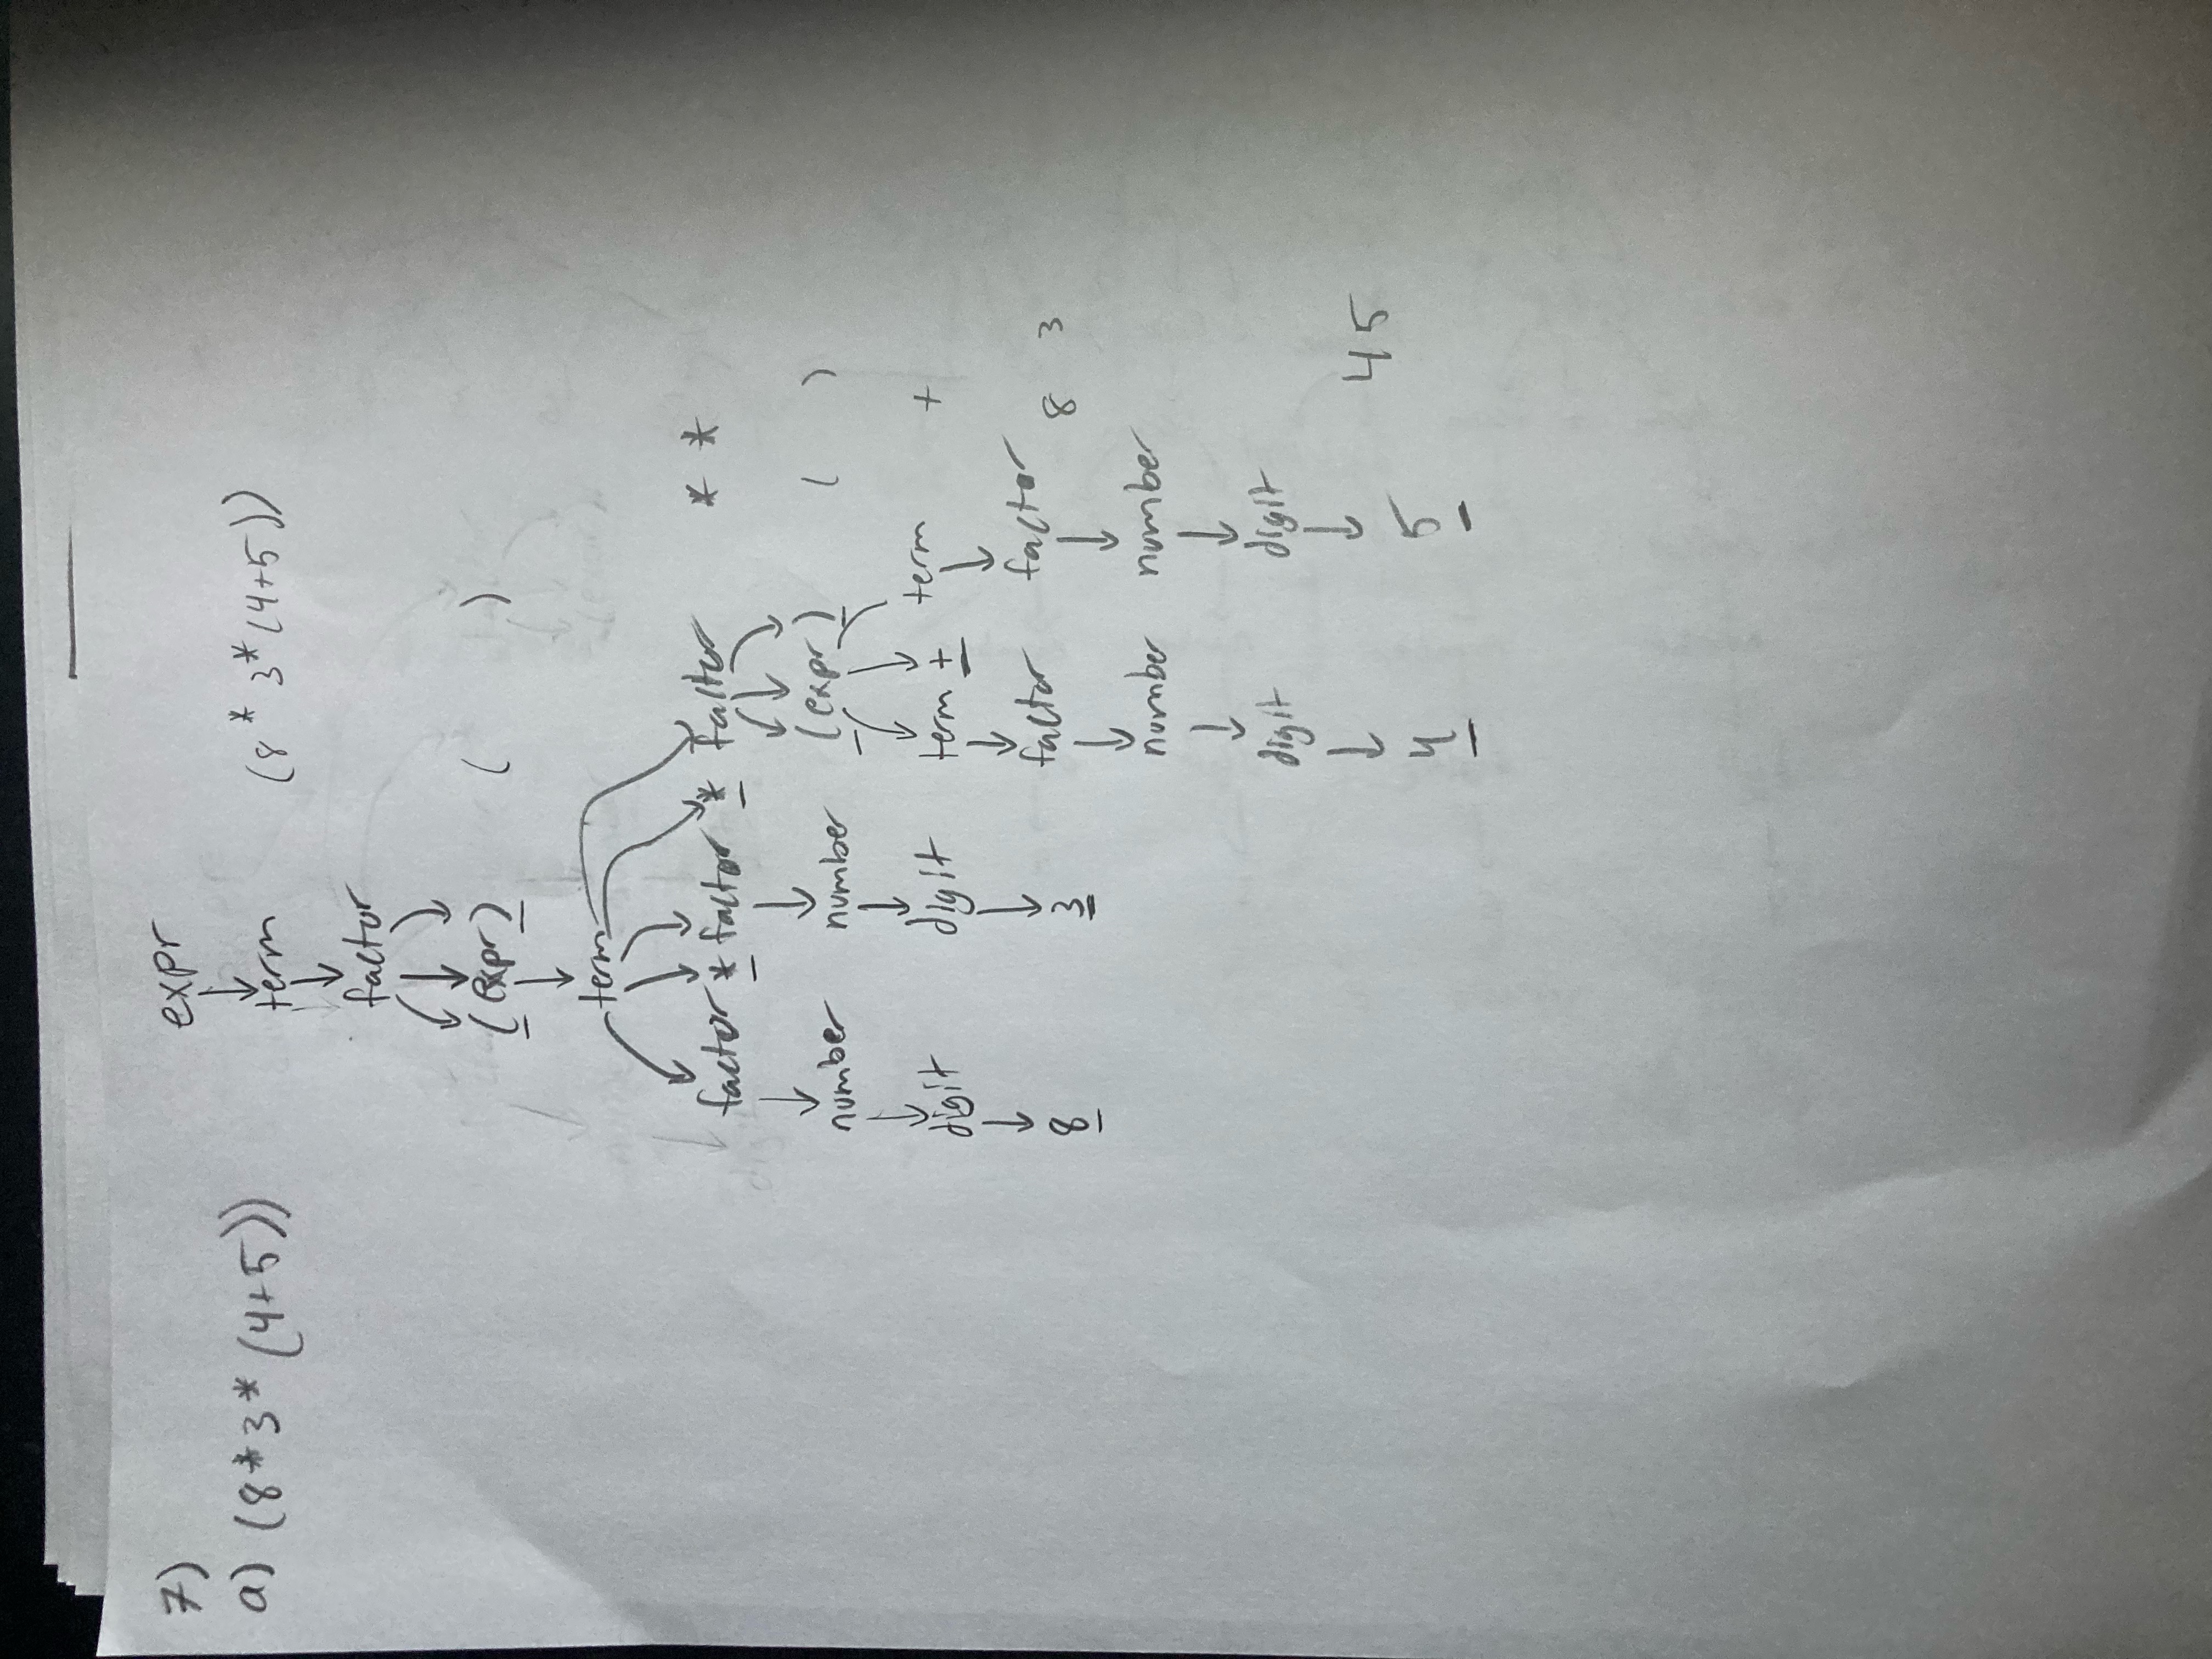 7)
expr
a) (8*3*(4+5))
term
(8*3*(4+5))
factor
(expr)
( )
term
factor * factor * factor
* *
number number (expr)
( )
digit digit term + term
+
8 3 factor factor
8 3
number number
digit digit
4 5
4 5